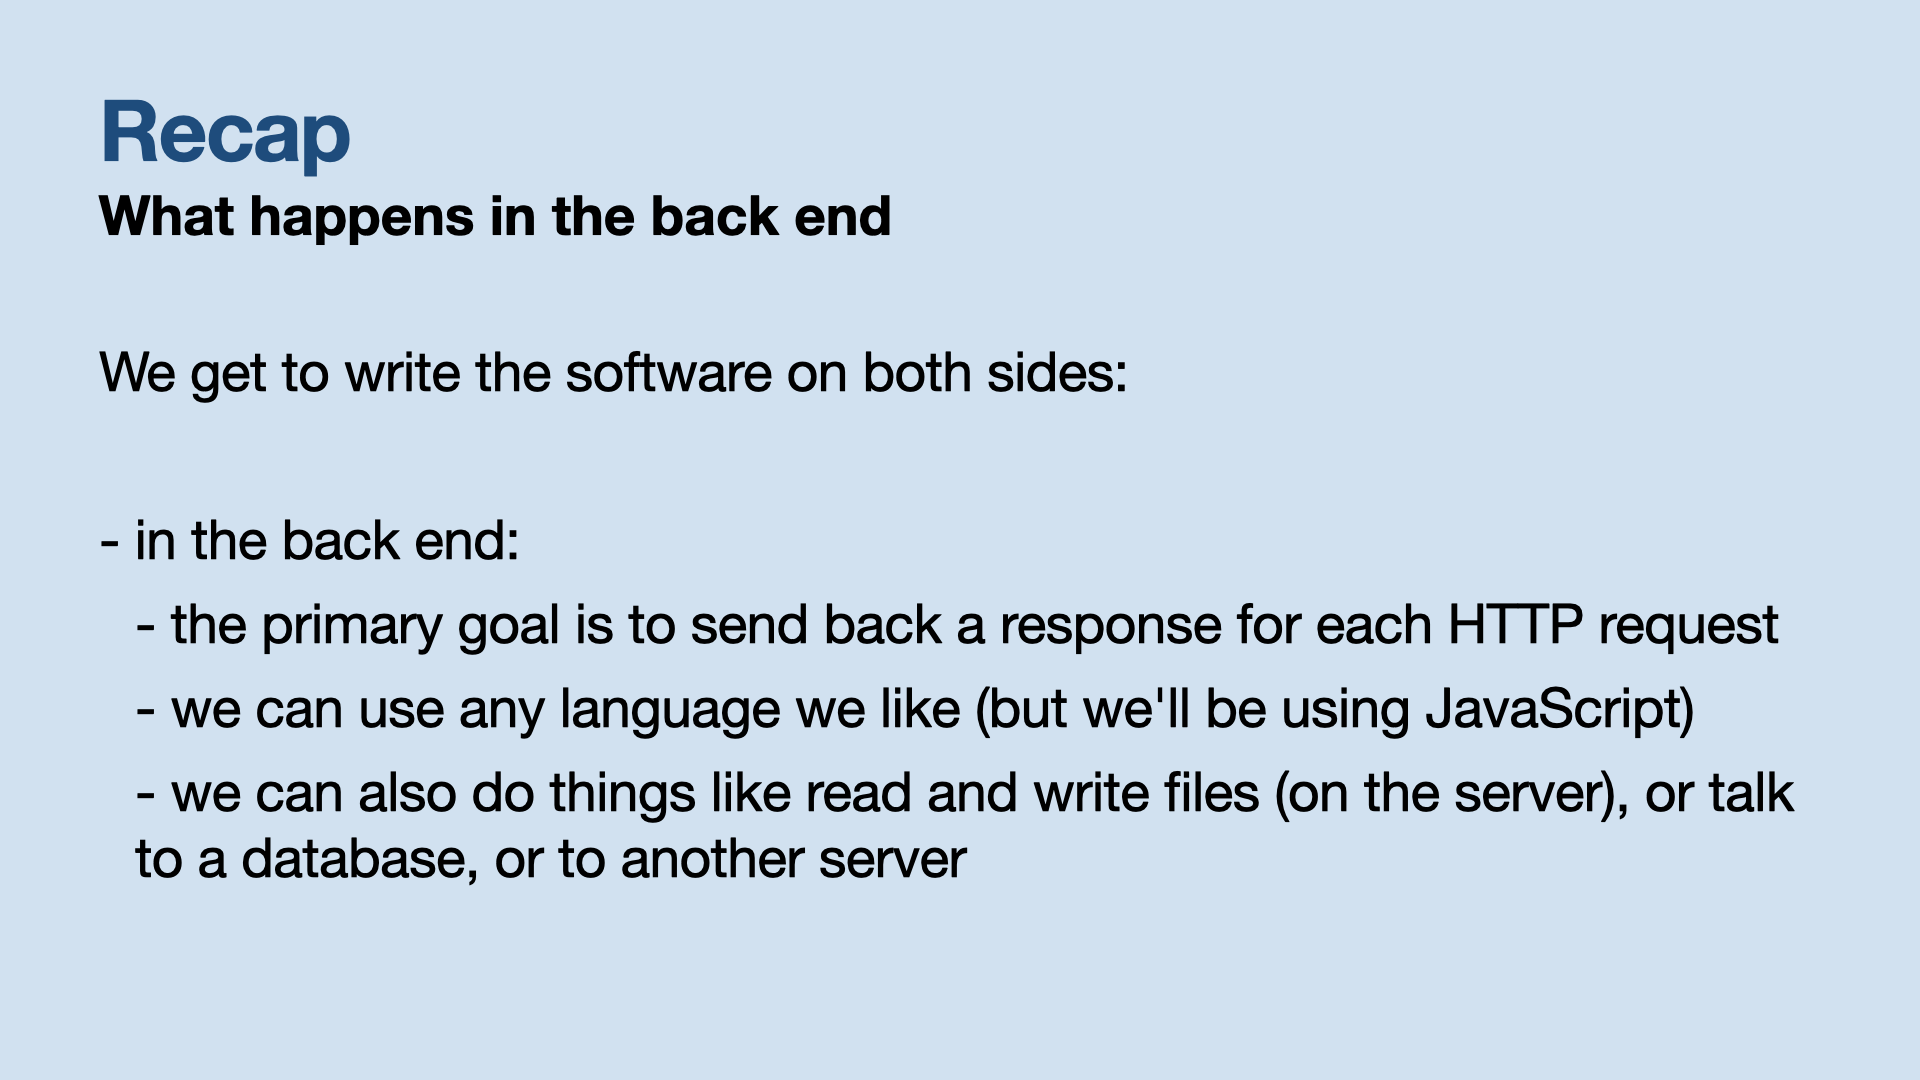 Recap
What happens in the back end
We get to write the software on both sides:
- in the back end:
- the primary goal is to send back a response for each HTTP request
- we can use any language we like (but we'll be using JavaScript)
- we can also do things like read and write files (on the server), or talk
to a database, or to another server